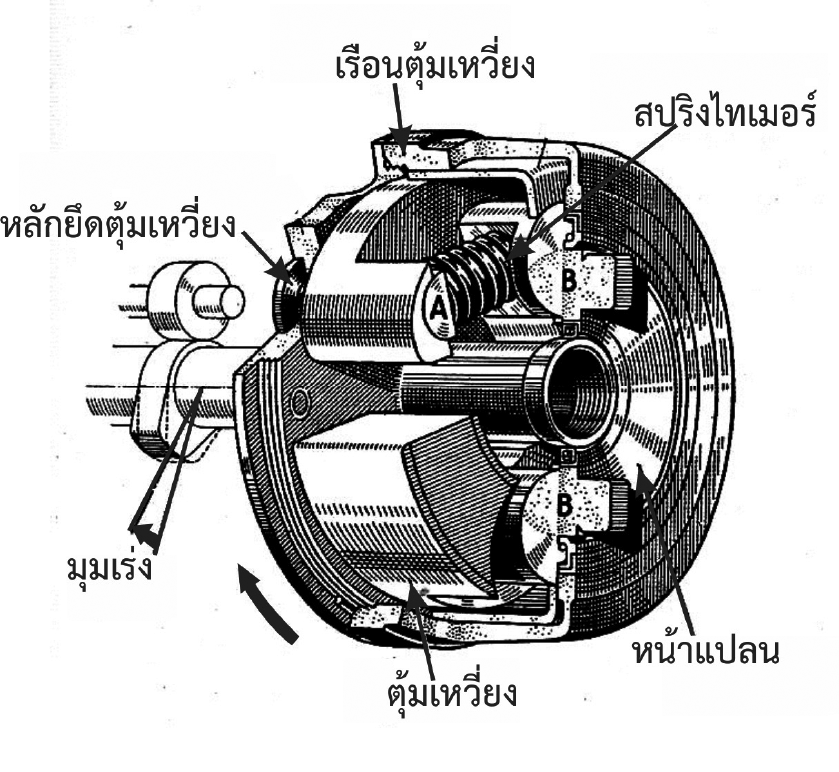 เรือนตุ้มเหวี่ยง
สปริงไทเมอร์
หลักยึดตุ้มเหวี่ยง
A
B
B
มุมเร่ง
หน้าแปลน
ตุ้มเหวี่ยง